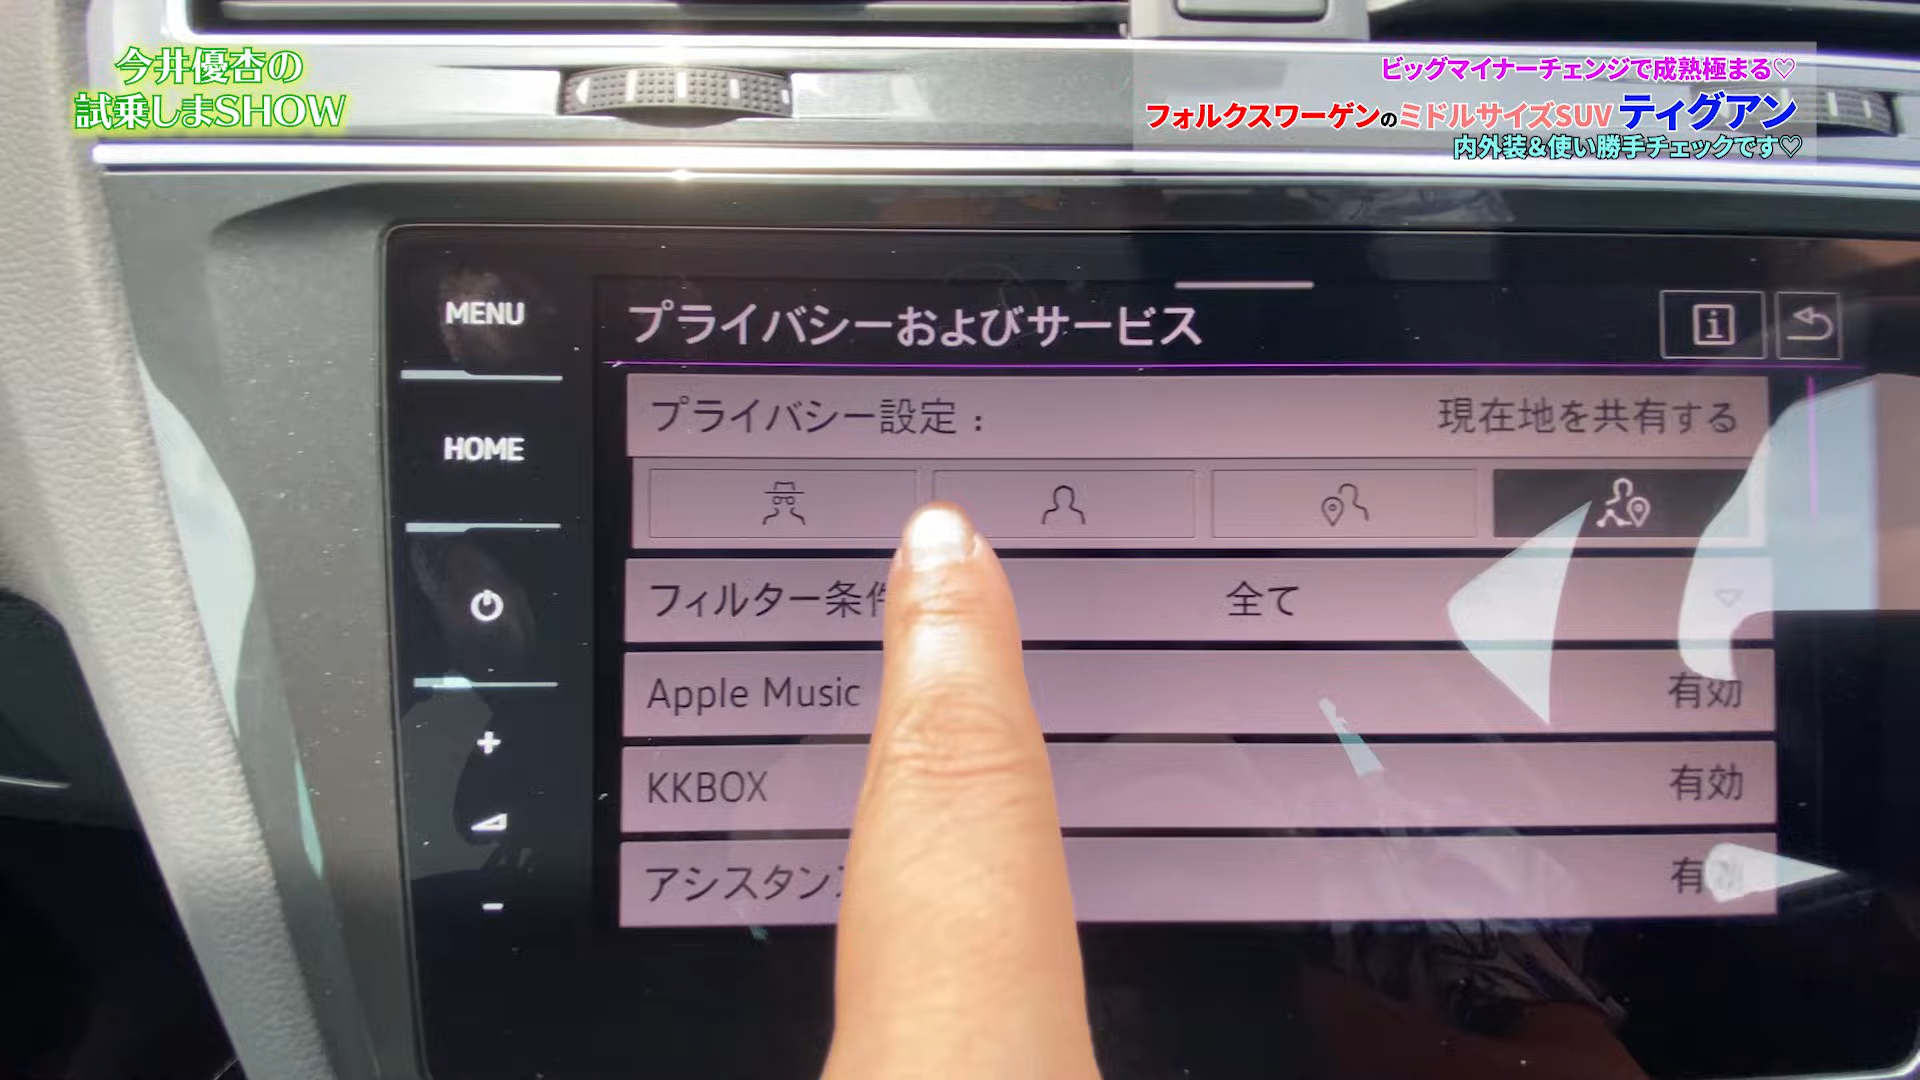 今井優杏の
試乗しまSHOW
ビッグマイナーチェンジで成熟極まる♡
フォルクスワーゲンのミドルサイズSUV ティグアン
内外装&使い勝手チェックです♡
MENU
プライバシーおよびサービス
プライバシー設定：
現在地を共有する
HOME
フィルター条件
全て
Apple Music
有効
KKBOX
有効
アシスタン
有